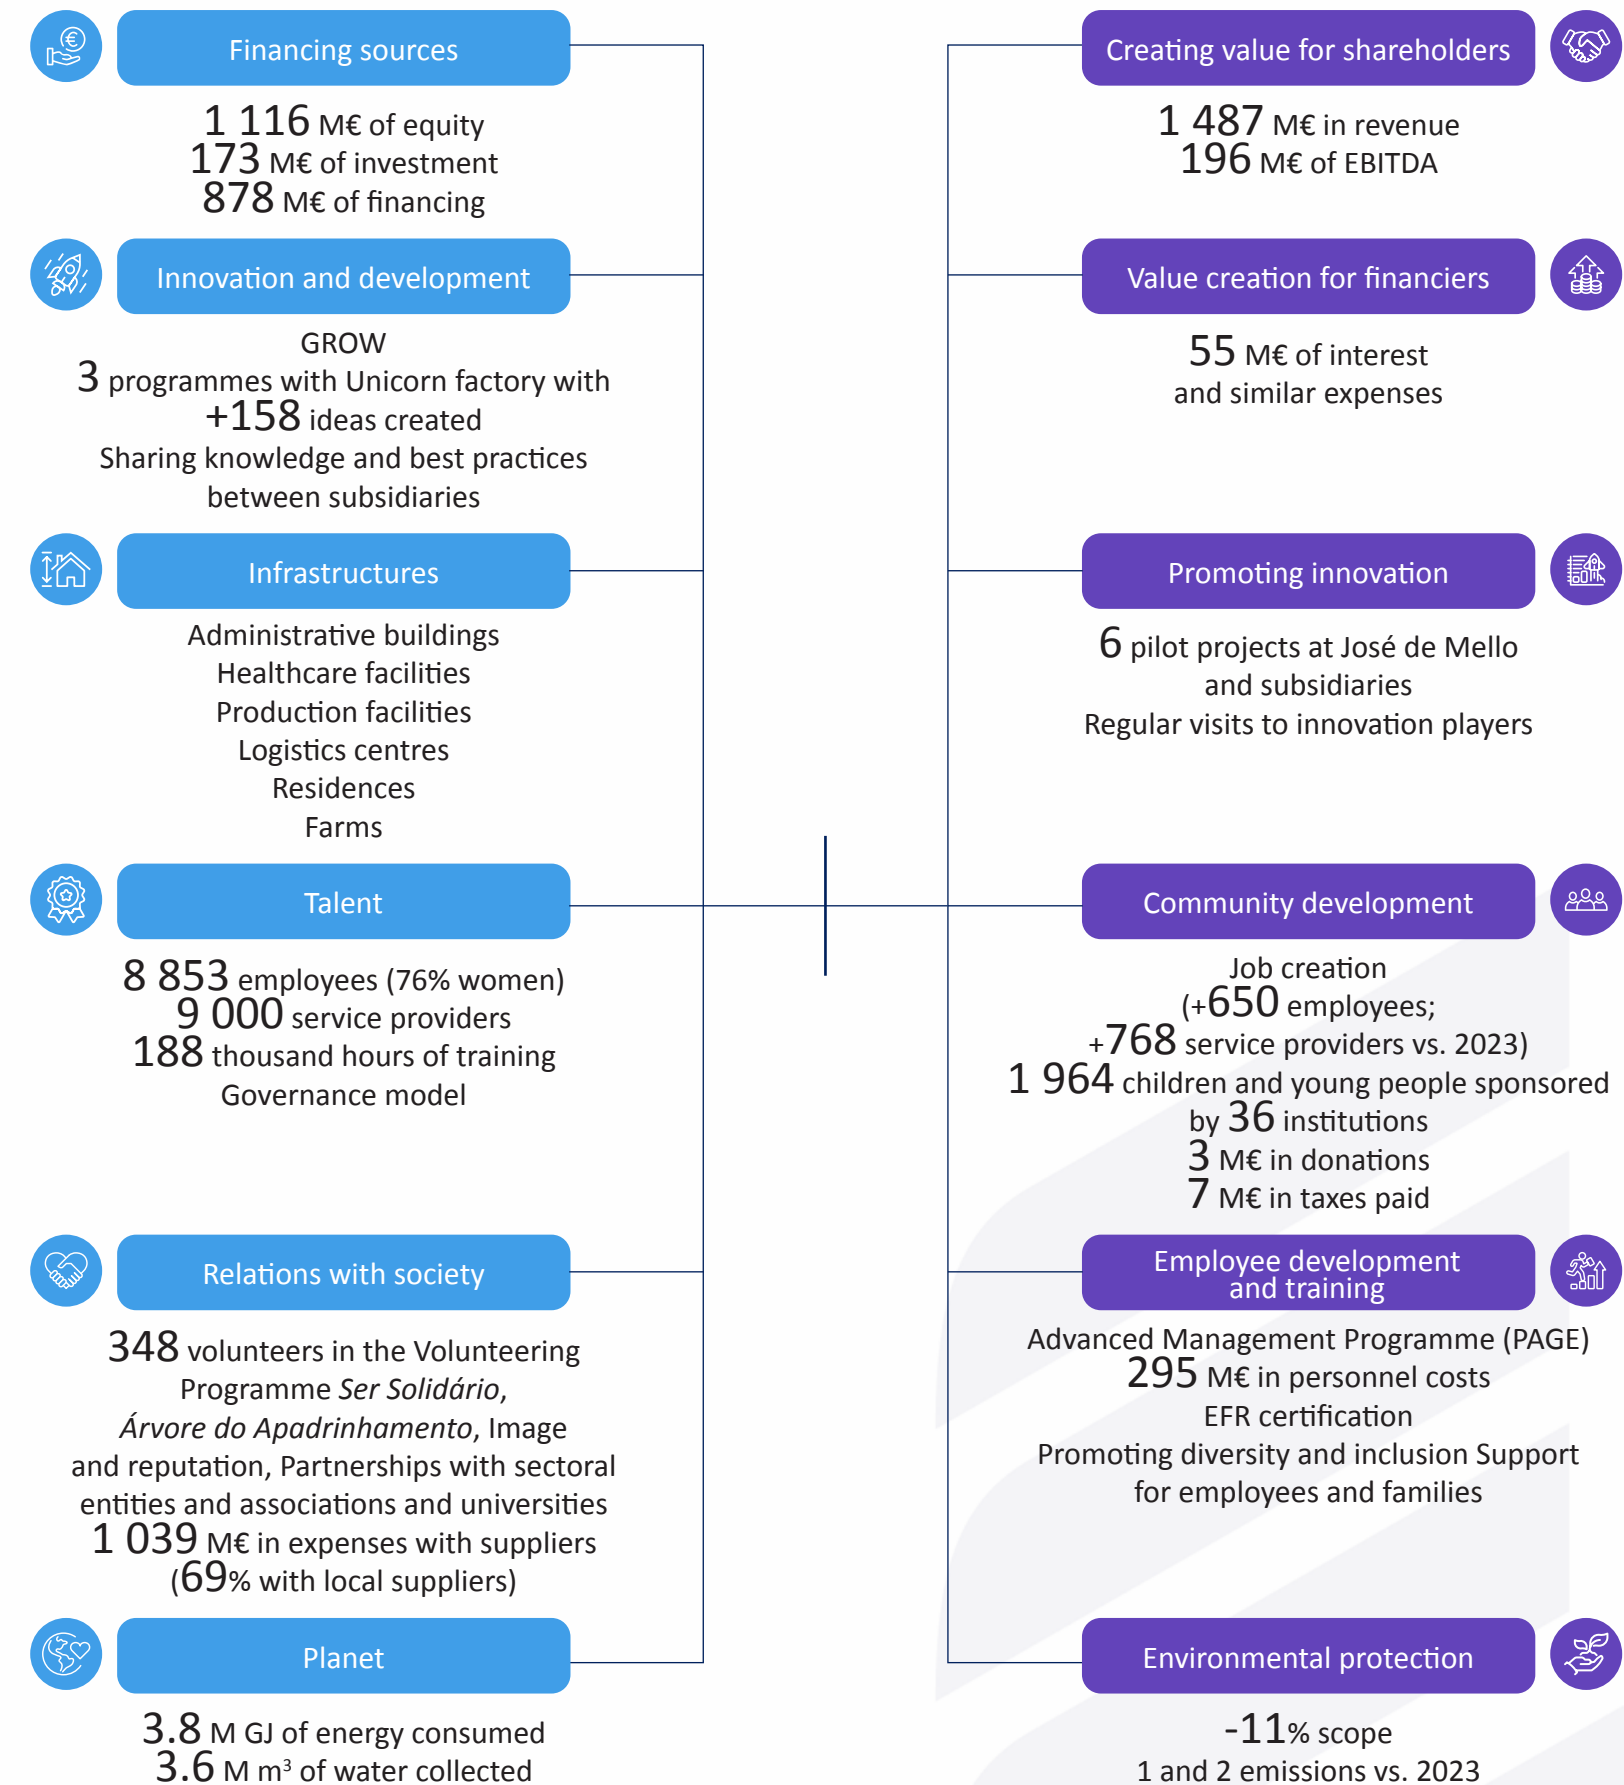 Financing sources
1 116 M€ of equity
173 M€ of investment
878 M€ of financing
Innovation and development
GROW
3 programmes with Unicorn factory with
+158 ideas created
Sharing knowledge and best practices
between subsidiaries
Infrastructures
Administrative buildings
Healthcare facilities
Production facilities
Logistics centres
Residences
Farms
Talent
8 853 employees (76% women)
9 000 service providers
188 thousand hours of training
Governance model
Relations with society
348 volunteers in the Volunteering
Programme Ser Solidário,
Árvore do Apadrinhamento, Image
and reputation, Partnerships with sectoral
entities and associations and universities
1 039 M€ in expenses with suppliers
(69% with local suppliers)
Planet
3.8 M GJ of energy consumed
3.6 M m³ of water collected
Creating value for shareholders
1 487 M€ in revenue
196 M€ of EBITDA
Value creation for financiers
55 M€ of interest
and similar expenses
Promoting innovation
6 pilot projects at José de Mello
and subsidiaries
Regular visits to innovation players
Community development
Job creation
(+650 employees;
+768 service providers vs. 2023)
1 964 children and young people sponsored
by 36 institutions
3 M€ in donations
7 M€ in taxes paid
Employee development
and training
Advanced Management Programme (PAGE)
295 M€ in personnel costs
EFR certification
Promoting diversity and inclusion Support
for employees and families
Environmental protection
-11% scope
1 and 2 emissions vs. 2023